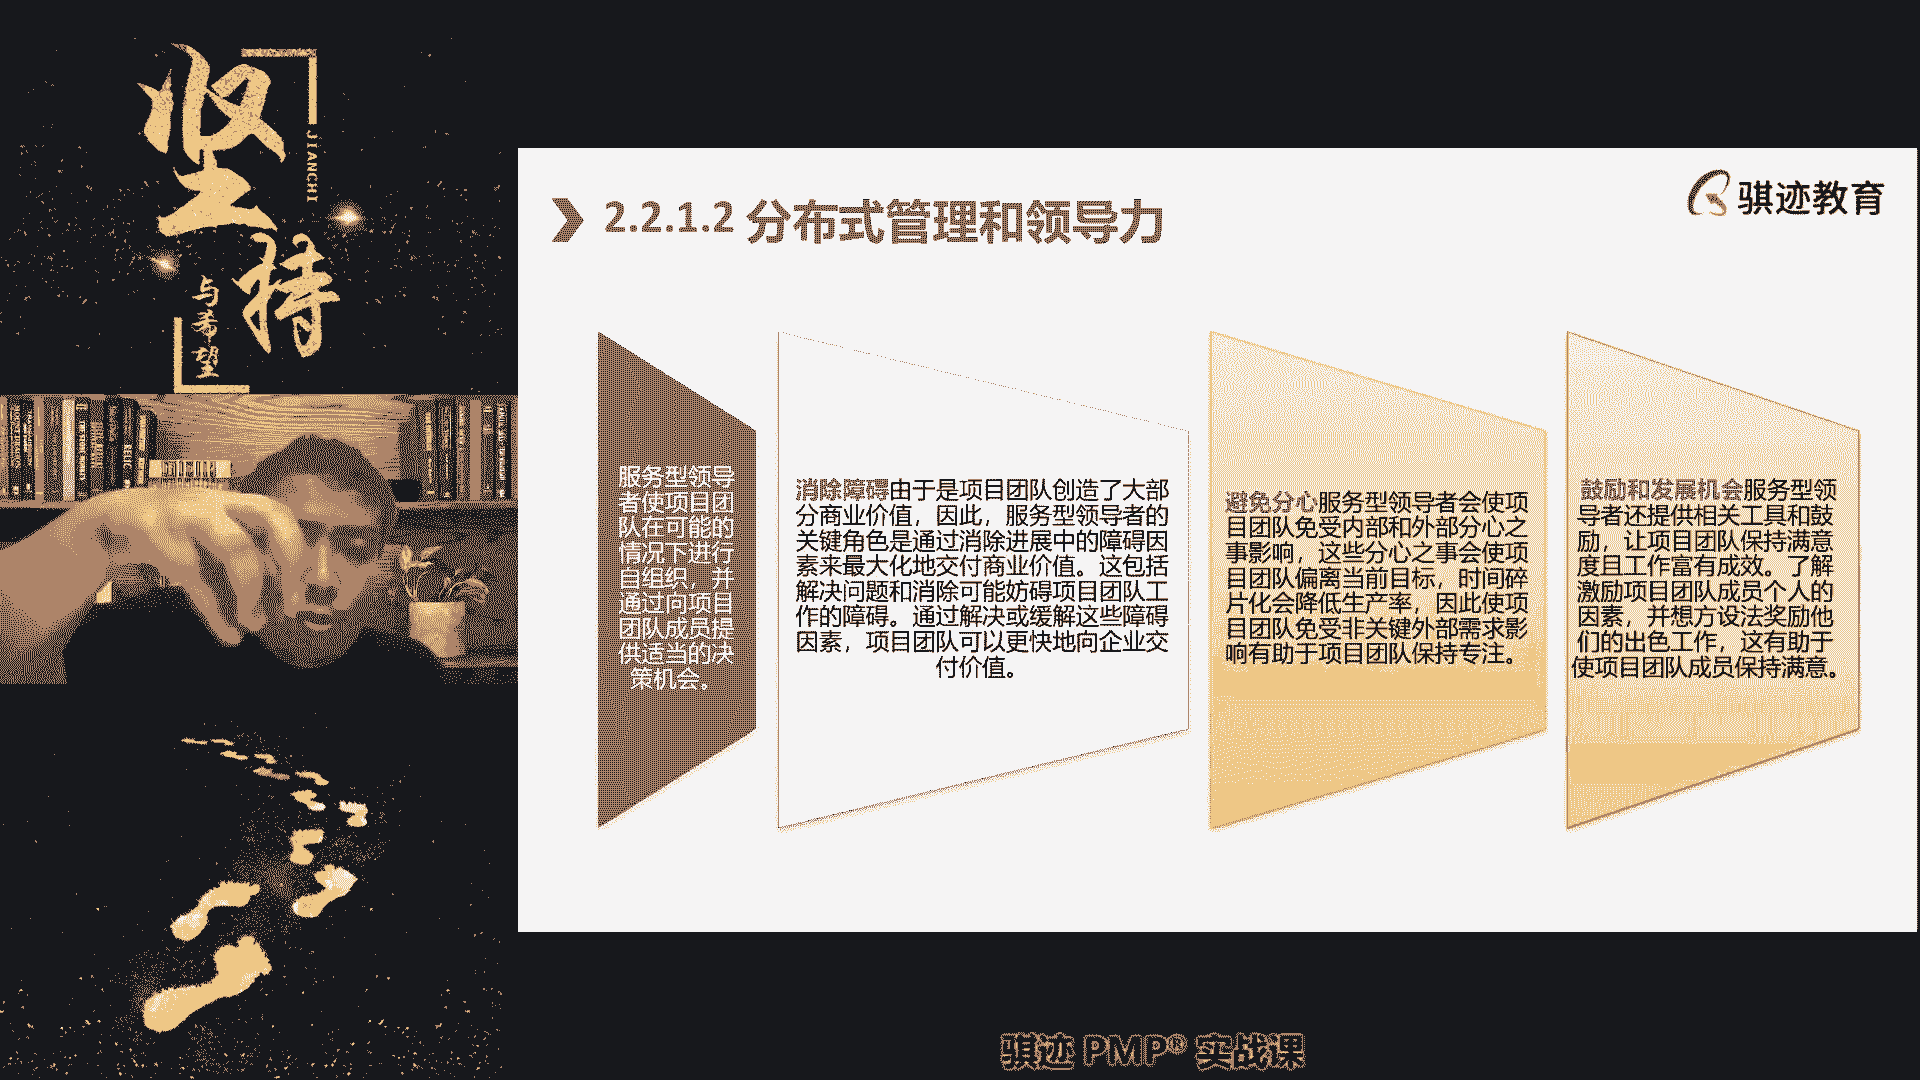 坚持
JIANCHI
与希望
骐迹教育
2.2.1.2 分布式管理和领导力
服务型领导
者使项目团
队在可能的
情况下进行
自组织，并
通过向项目
团队成员提
供适当的决
策机会。
消除障碍由于是项目团队创造了大部
分商业价值，因此，服务型领导者的
关键角色是通过消除进展中的障碍因
素来最大化地交付商业价值。这包括
解决问题和消除可能妨碍项目团队工
作的障碍。通过解决或缓解这些障碍
因素，项目团队可以更快地向企业交
付价值。
避免分心服务型领导者会使项
目团队免受内部和外部分心之
事影响，这些分心之事会使项
目团队偏离当前目标，时间碎
片化会降低生产率，因此使项
目团队免受非关键外部需求影
响有助于项目团队保持专注。
鼓励和发展机会服务型领
导者还提供相关工具和鼓
励，让项目团队保持满意
度且工作富有成效。了解
激励项目团队成员个人的
因素，并想方设法奖励他
们的出色工作，这有助于
使项目团队成员保持满意。
骐迹 PMP® 实战课